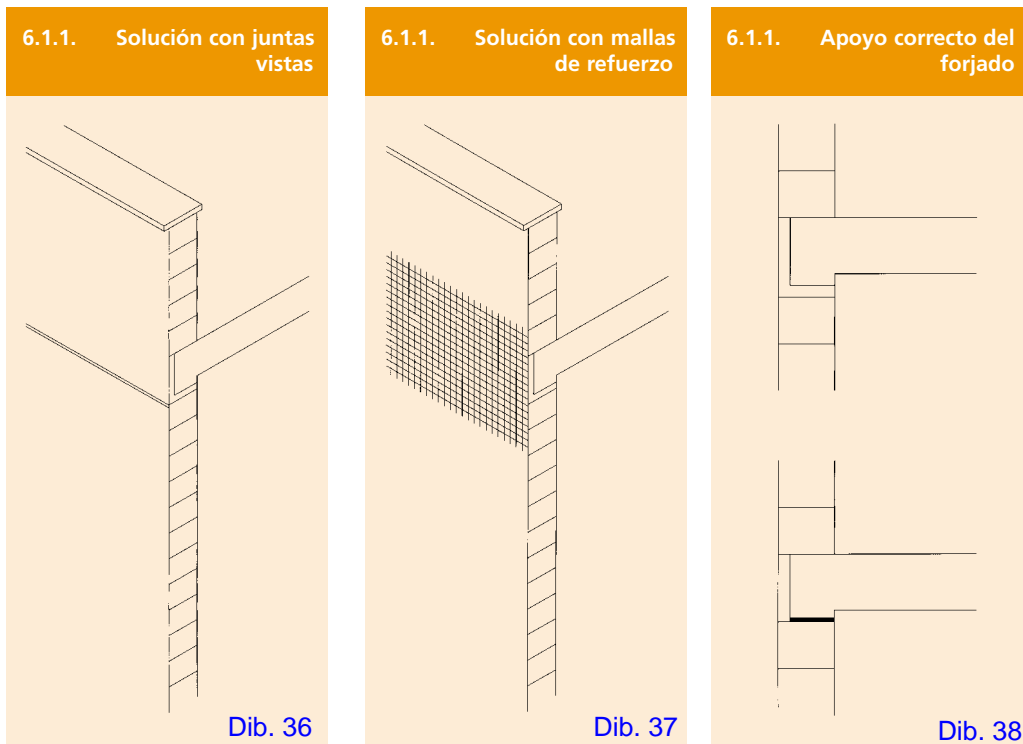 6.1.1. Solución con juntas
vistas
Dib. 36
6.1.1. Solución con mallas
de refuerzo
Dib. 37
6.1.1. Apoyo correcto del
forjado
Dib. 38